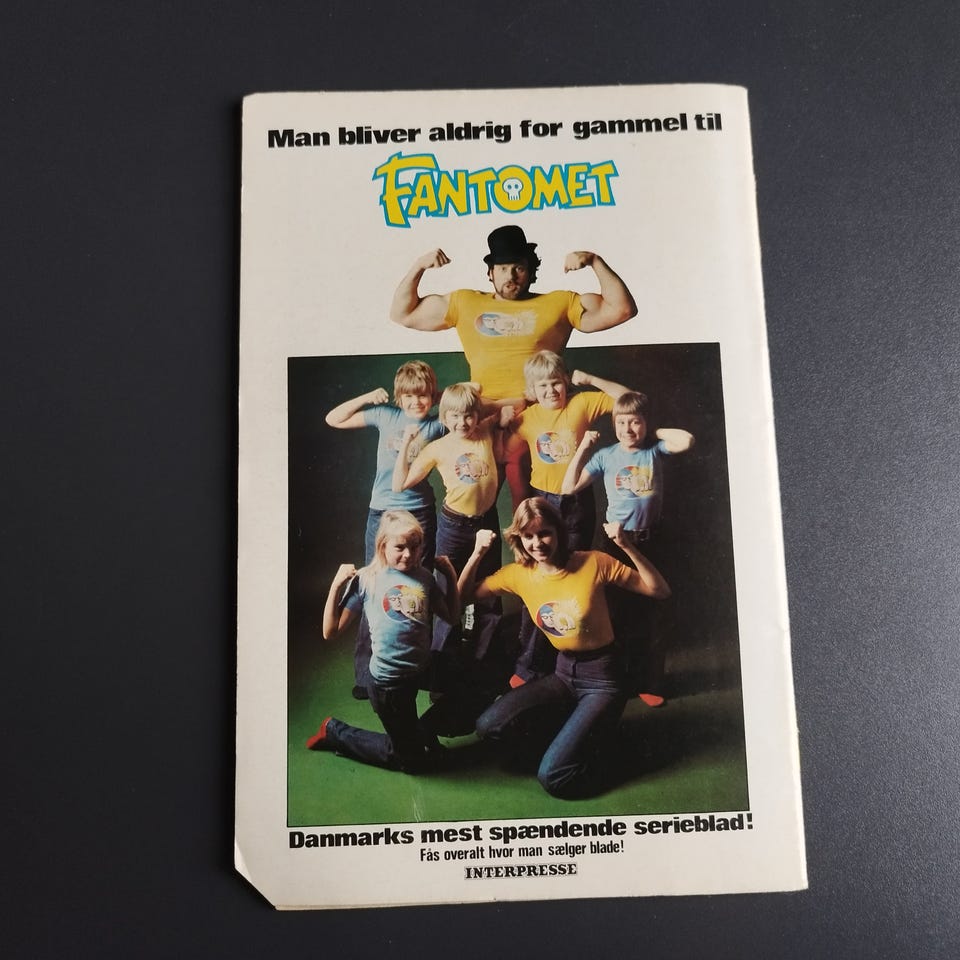 Man bliver aldrig for gammel til
FANTOMET
Danmarks mest spændende serieblad!
Fås overalt hvor man sælger blade!
INTERPRESSE